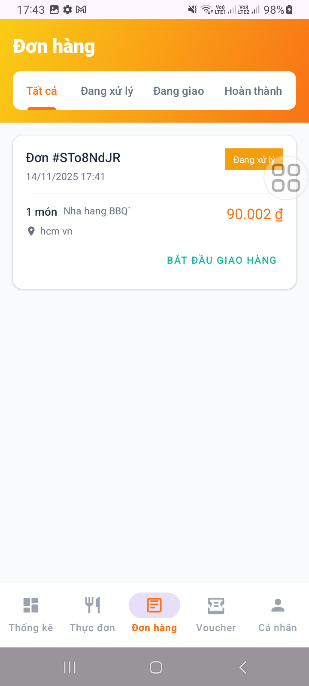 17:43
98%
Đơn hàng
Tất cả Đang xử lý Đang giao Hoàn thành
Đơn #STo8NdJR Đang xử lý
14/11/2025 17:41
1 món Nha hang BBQ` 90.002 ₫
hcm vn
BẮT ĐẦU GIAO HÀNG
Thống kê Thực đơn Đơn hàng Voucher Cá nhân